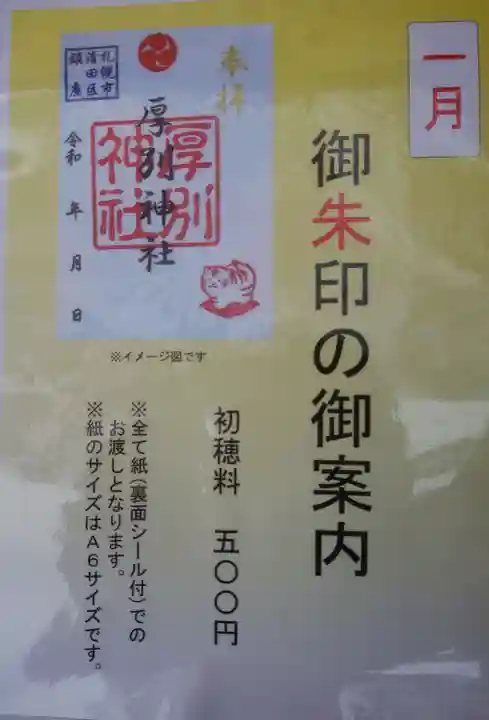 一月
御朱印の御案内
奉拝
厚別神社
厚別
神社
札幌市
清田区
鎮座
令和 年 月 日
※イメージ図です
初穂料 五〇〇円
※全て紙(裏面シール付)での
お渡しとなります。
※紙のサイズはA6サイズです。